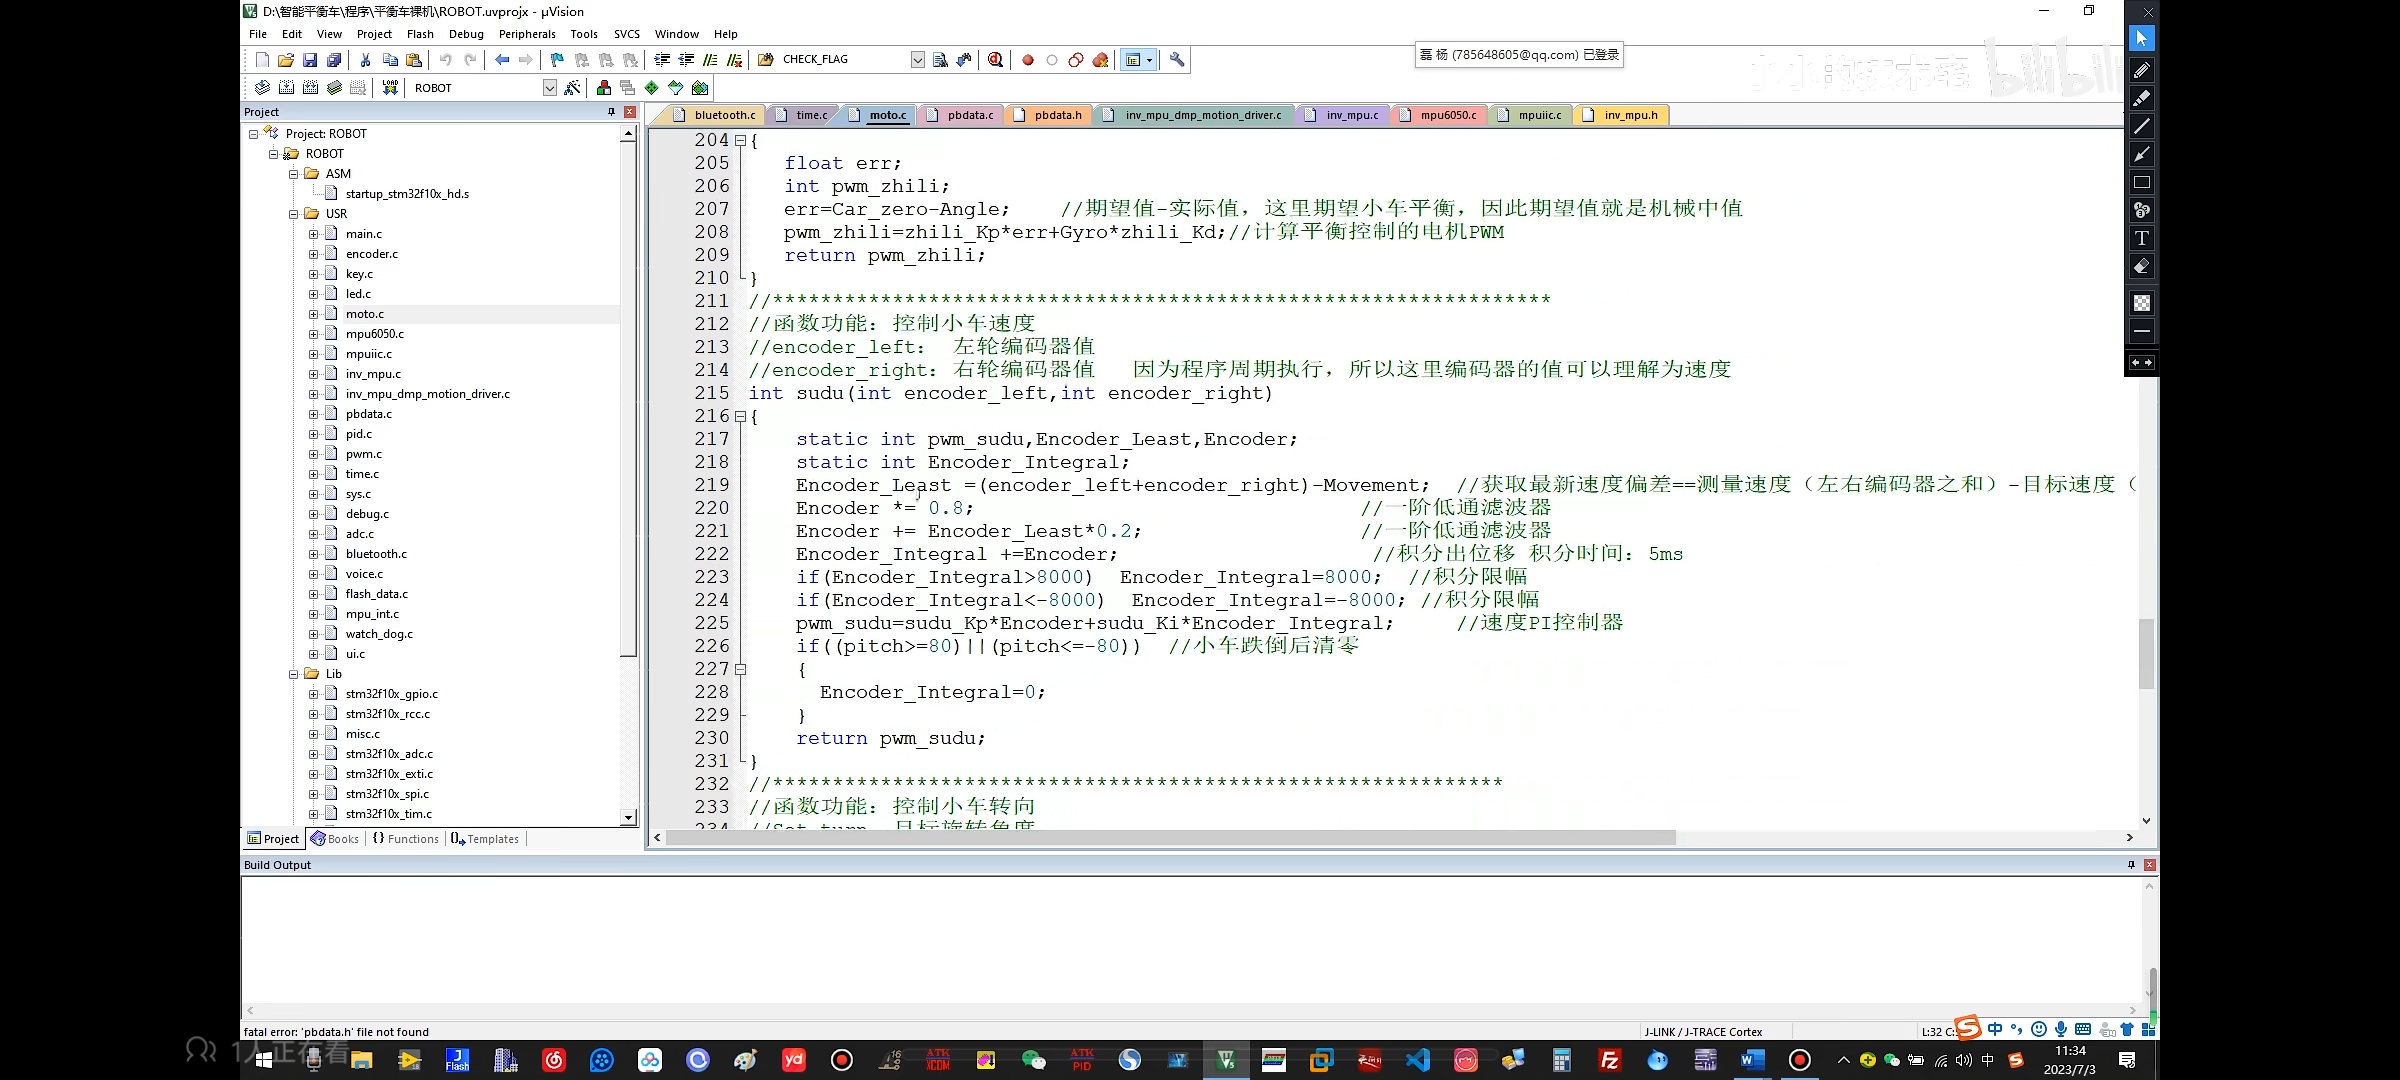 D:\智能平衡车\程序\平衡车裸机\ROBOT.uvprojx - µVision
File Edit View Project Flash Debug Peripherals Tools SVCS Window Help
磊 杨 (785648605@qq.com) 已登录
CHECK_FLAG
bilibili
ROBOT
Project
bluetooth.c time.c moto.c pbdata.c pbdata.h inv_mpu_dmp_motion_driver.c inv_mpu.c mpu6050.c mpuiic.c inv_mpu.h
Project: ROBOT
ROBOT
ASM
startup_stm32f10x_hd.s
USR
main.c
encoder.c
key.c
led.c
moto.c
mpu6050.c
mpuiic.c
inv_mpu.c
inv_mpu_dmp_motion_driver.c
pbdata.c
pid.c
pwm.c
time.c
sys.c
debug.c
adc.c
bluetooth.c
voice.c
flash_data.c
mpu_int.c
watch_dog.c
ui.c
Lib
stm32f10x_gpio.c
stm32f10x_rcc.c
misc.c
stm32f10x_adc.c
stm32f10x_exti.c
stm32f10x_spi.c
stm32f10x_tim.c
Project Books {} Functions Templates
204 {
205 float err;
206 int pwm_zhili;
207 err=Car_zero-Angle; //期望值-实际值，这里期望小车平衡，因此期望值就是机械中值
208 pwm_zhili=zhili_Kp*err+Gyro*zhili_Kd;//计算平衡控制的电机PWM
209 return pwm_zhili;
210 }
211 //*****************************************************************
212 //函数功能：控制小车速度
213 //encoder_left： 左轮编码器值
214 //encoder_right：右轮编码器值 因为程序周期执行，所以这里编码器的值可以理解为速度
215 int sudu(int encoder_left,int encoder_right)
216 {
217 static int pwm_sudu,Encoder_Least,Encoder;
218 static int Encoder_Integral;
219 Encoder_Least =(encoder_left+encoder_right)-Movement; //获取最新速度偏差==测量速度（左右编码器之和）-目标速度（
220 Encoder *= 0.8; //一阶低通滤波器
221 Encoder += Encoder_Least*0.2; //一阶低通滤波器
222 Encoder_Integral +=Encoder; //积分出位移 积分时间：5ms
223 if(Encoder_Integral>8000) Encoder_Integral=8000; //积分限幅
224 if(Encoder_Integral<-8000) Encoder_Integral=-8000; //积分限幅
225 pwm_sudu=sudu_Kp*Encoder+sudu_Ki*Encoder_Integral; //速度PI控制器
226 if((pitch>=80)||(pitch<=-80)) //小车跌倒后清零
227 {
228 Encoder_Integral=0;
229 }
230 return pwm_sudu;
231 }
232 //*************************************************************
233 //函数功能：控制小车转向
Build Output
fatal error: 'pbdata.h' file not found
J-LINK / J-TRACE Cortex
L:32 C:
中
1人正在看
11:34
2023/7/3